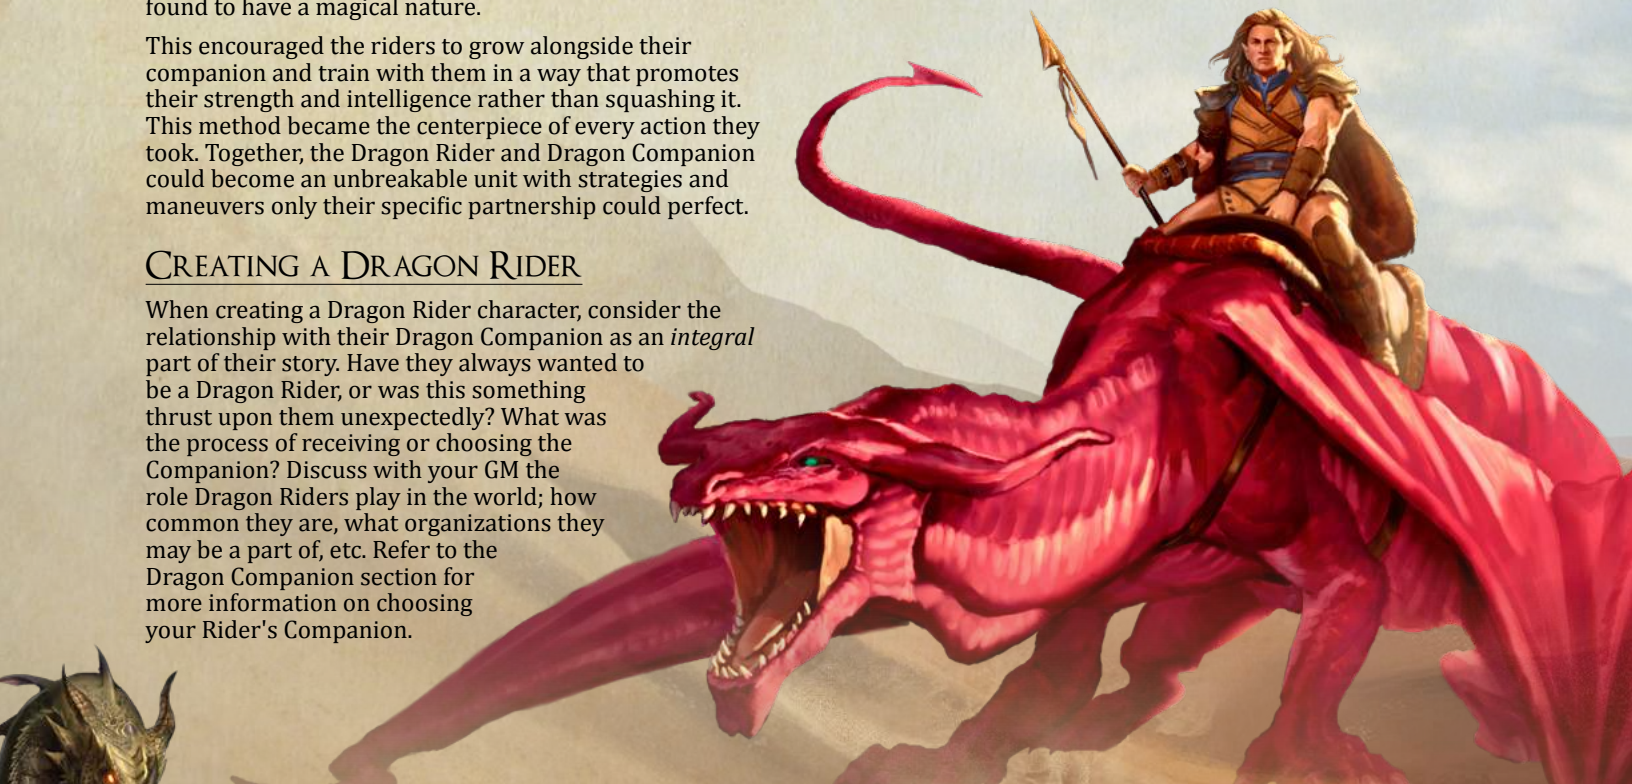 found to have a magical nature.
This encouraged the riders to grow alongside their
companion and train with them in a way that promotes
their strength and intelligence rather than squashing it.
This method became the centerpiece of every action they
took. Together, the Dragon Rider and Dragon Companion
could become an unbreakable unit with strategies and
maneuvers only their specific partnership could perfect.
Creating a Dragon Rider
When creating a Dragon Rider character, consider the
relationship with their Dragon Companion as an integral
part of their story. Have they always wanted to
be a Dragon Rider, or was this something
thrust upon them unexpectedly? What was
the process of receiving or choosing the
Companion? Discuss with your GM the
role Dragon Riders play in the world; how
common they are, what organizations they
may be a part of, etc. Refer to the
Dragon Companion section for
more information on choosing
your Rider's Companion.